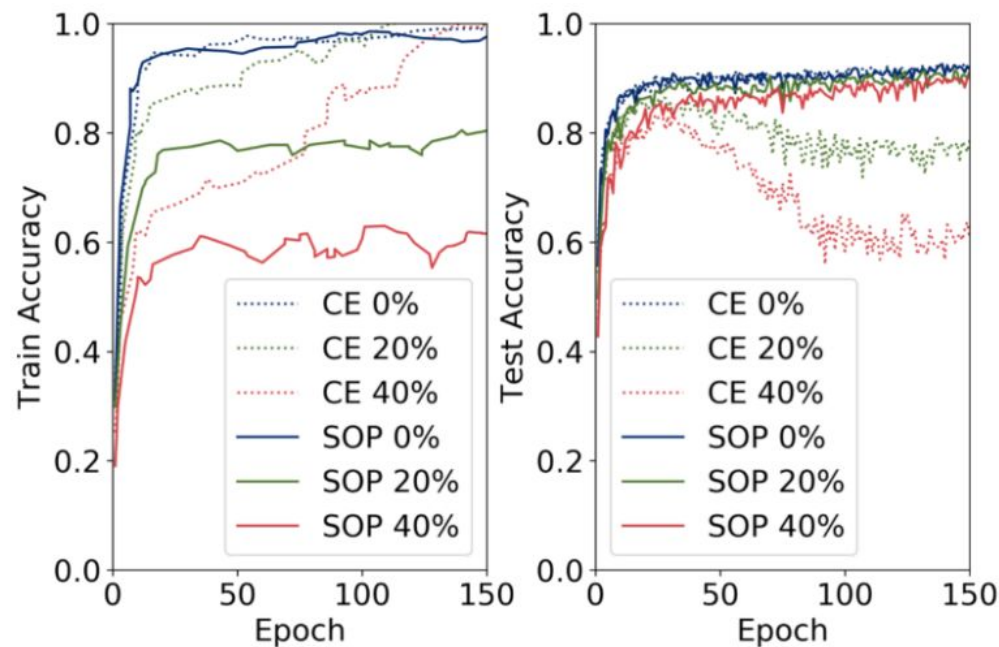 1.0
0.8
0.6
0.4
0.2
0.0
Train Accuracy
0 50 100 150
Epoch
CE 0%
CE 20%
CE 40%
SOP 0%
SOP 20%
SOP 40%
1.0
0.8
0.6
0.4
0.2
0.0
Test Accuracy
0 50 100 150
Epoch
CE 0%
CE 20%
CE 40%
SOP 0%
SOP 20%
SOP 40%